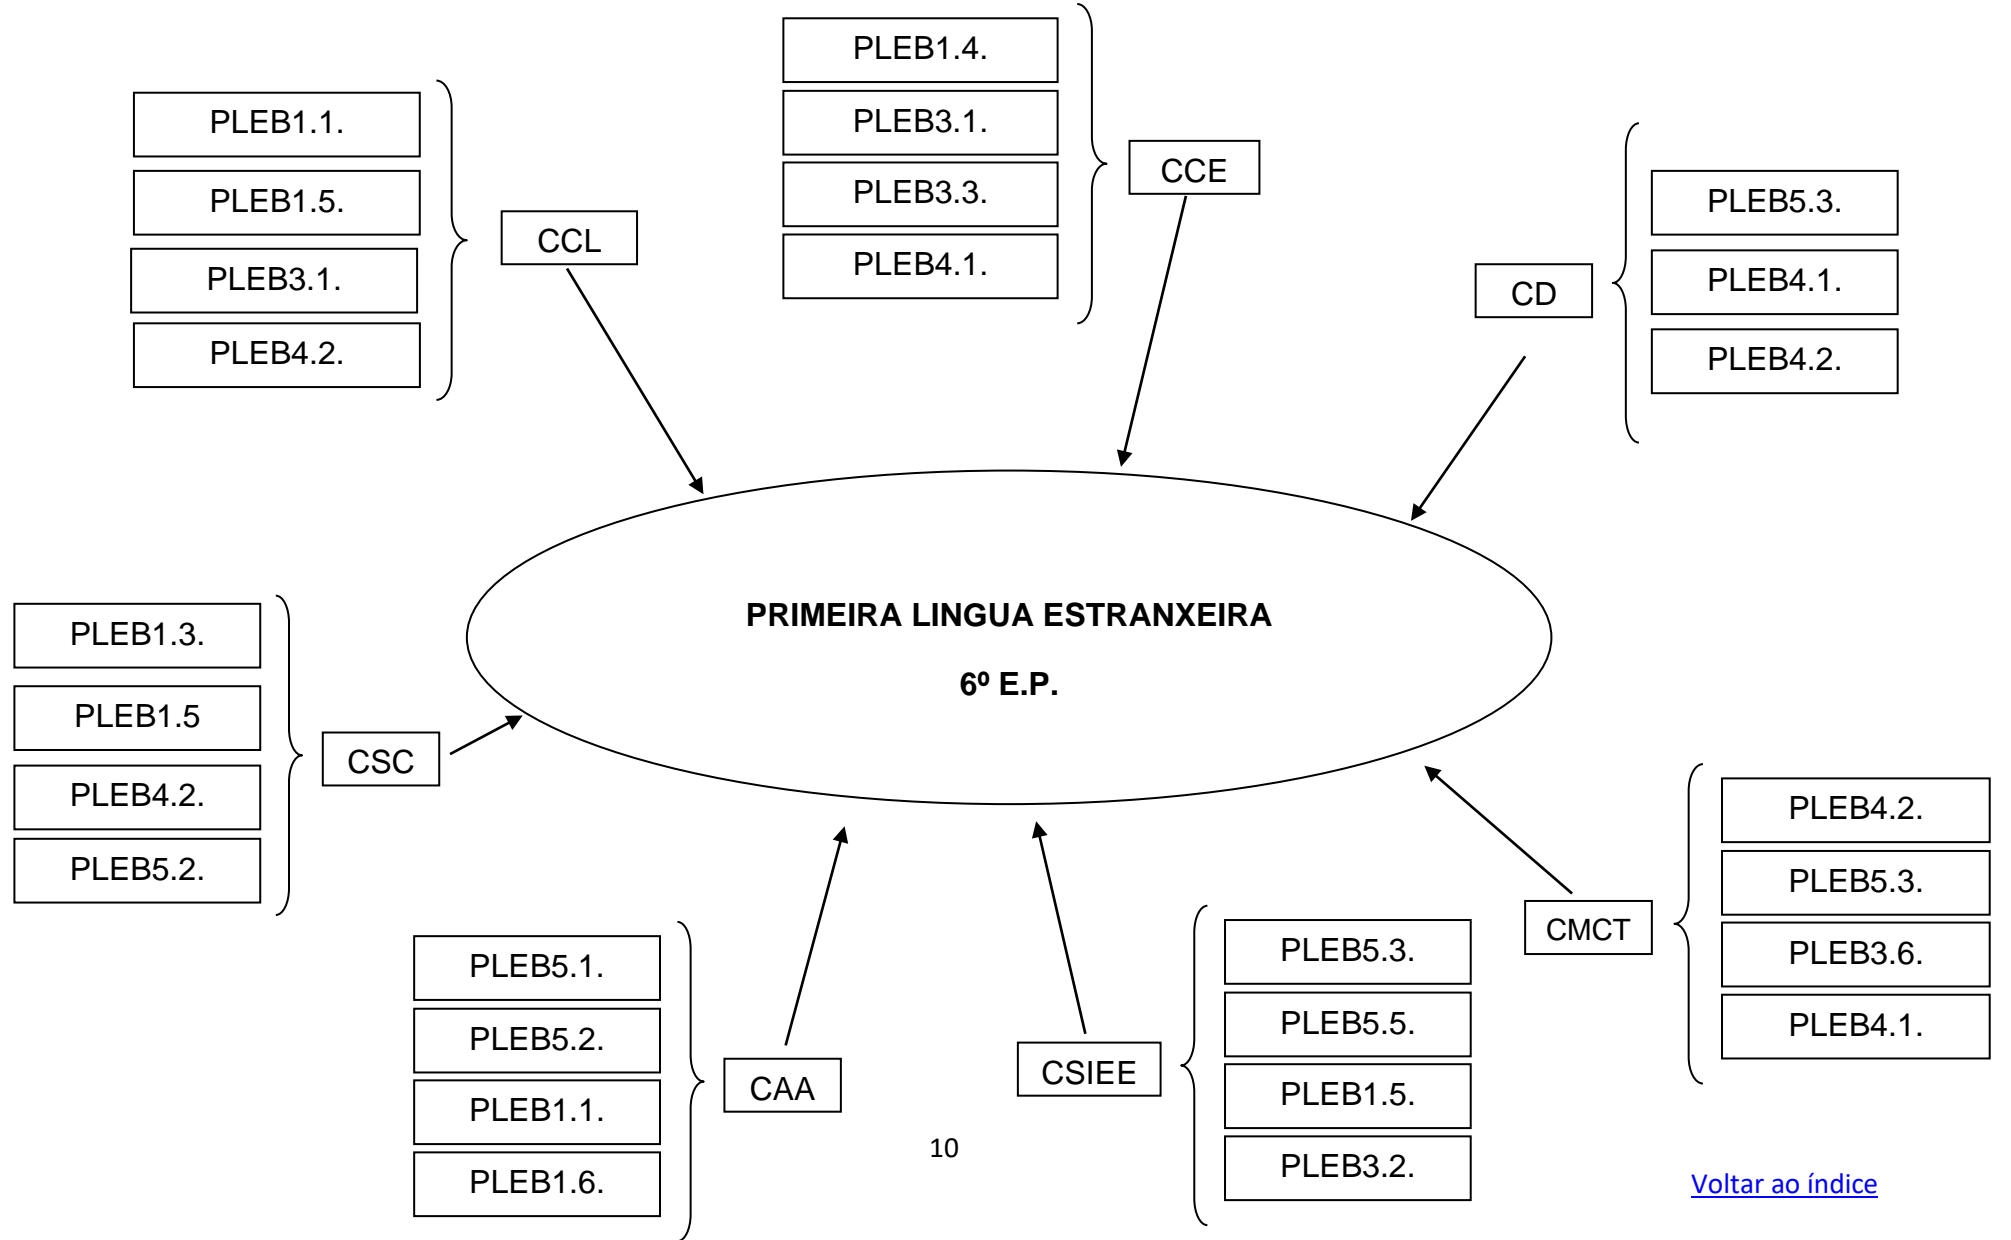 PLEB1.1.
PLEB1.5.
PLEB3.1.
PLEB4.2.
CCL
PLEB1.4.
PLEB3.1.
PLEB3.3.
PLEB4.1.
CCE
CD
PLEB5.3.
PLEB4.1.
PLEB4.2.
PRIMEIRA LINGUA ESTRANXEIRA
6º E.P.
PLEB1.3.
PLEB1.5
PLEB4.2.
PLEB5.2.
CSC
PLEB5.1.
PLEB5.2.
PLEB1.1.
PLEB1.6.
CAA
CSIEE
PLEB5.3.
PLEB5.5.
PLEB1.5.
PLEB3.2.
CMCT
PLEB4.2.
PLEB5.3.
PLEB3.6.
PLEB4.1.
10
Voltar ao índice